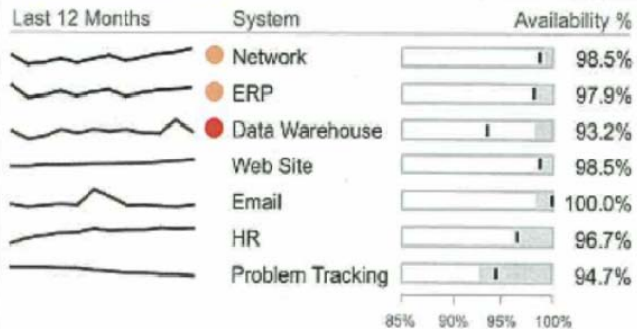 Last 12 Months System Availability %
Network 98.5%
ERP 97.9%
Data Warehouse 93.2%
Web Site 98.5%
Email 100.0%
HR 96.7%
Problem Tracking 94.7%
85% 90% 95% 100%